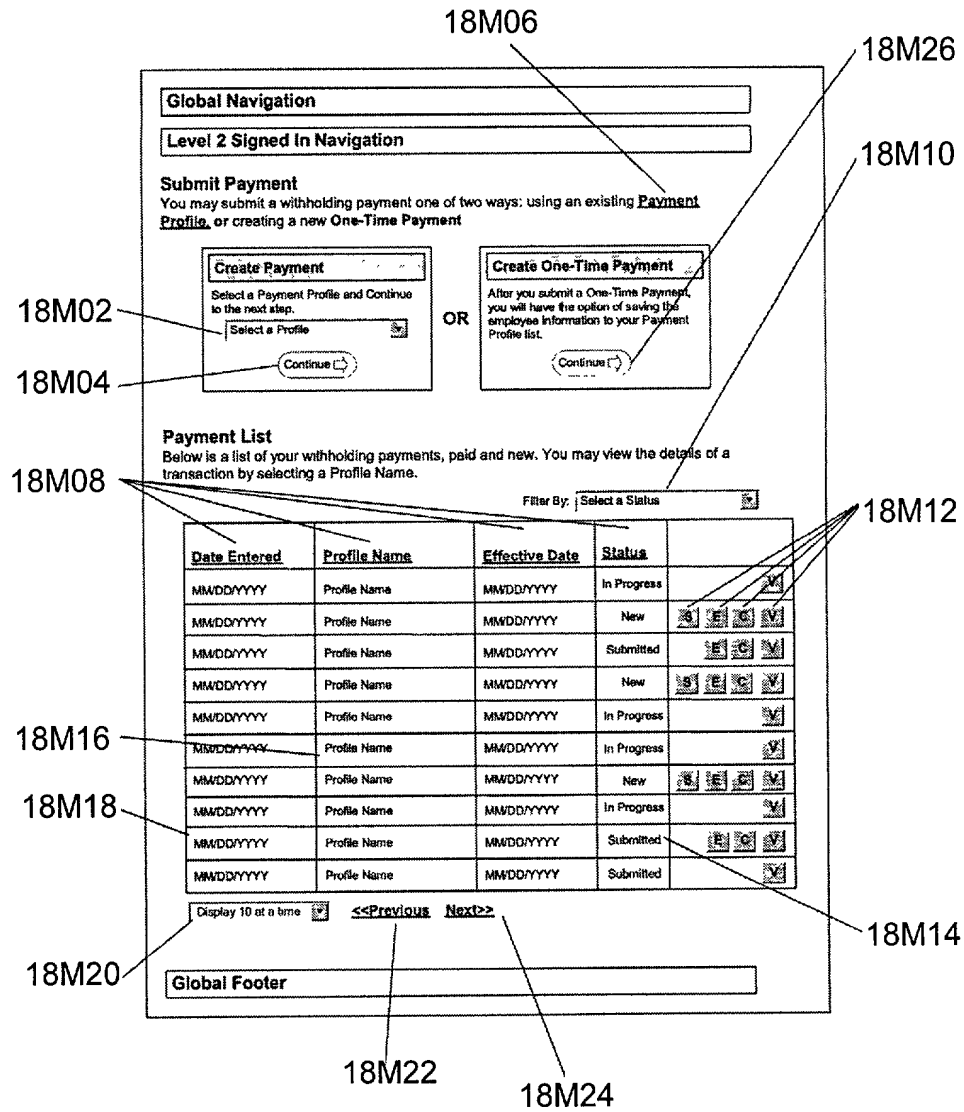 18M06
18M26
Global Navigation
Level 2 Signed In Navigation
18M10
Submit Payment
You may submit a withholding payment one of two ways: using an existing Payment
Profile, or creating a new One-Time Payment
Create Payment
Select a Payment Profile and Continue
to the next step.
Select a Profile
Continue
18M02
18M04
OR
Create One-Time Payment
After you submit a One-Time Payment,
you will have the option of saving the
employee information to your Payment
Profile list.
Continue
Payment List
Below is a list of your withholding payments, paid and new. You may view the details of a
transaction by selecting a Profile Name.
18M08
Filter By: Select a Status
18M12
Date Entered Profile Name Effective Date Status
MM/DD/YYYY Profile Name MM/DD/YYYY In Progress V
MM/DD/YYYY Profile Name MM/DD/YYYY New S E C V
MM/DD/YYYY Profile Name MM/DD/YYYY Submitted E C V
MM/DD/YYYY Profile Name MM/DD/YYYY New S E C V
MM/DD/YYYY Profile Name MM/DD/YYYY In Progress V
18M16
MM/DD/YYYY Profile Name MM/DD/YYYY In Progress V
MM/DD/YYYY Profile Name MM/DD/YYYY New S E C V
18M18
MM/DD/YYYY Profile Name MM/DD/YYYY In Progress V
MM/DD/YYYY Profile Name MM/DD/YYYY Submitted E C V
MM/DD/YYYY Profile Name MM/DD/YYYY Submitted V
Display 10 at a time <<Previous Next>>
18M14
18M20
Global Footer
18M22
18M24